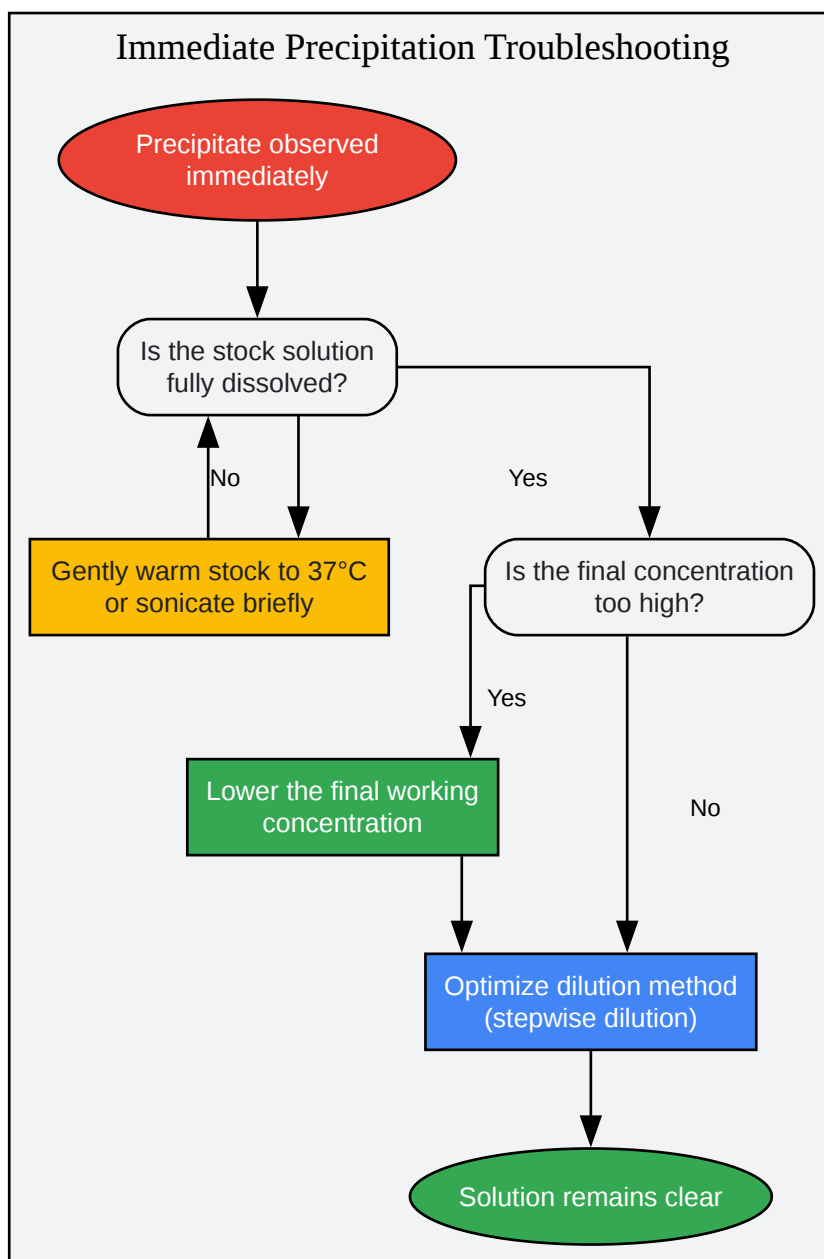 Immediate Precipitation Troubleshooting
Precipitate observed
immediately
Is the stock solution
fully dissolved?
No
Yes
Gently warm stock to 37°C
or sonicate briefly
Is the final concentration
too high?
Yes
Lower the final working
concentration
No
Optimize dilution method
(stepwise dilution)
Solution remains clear